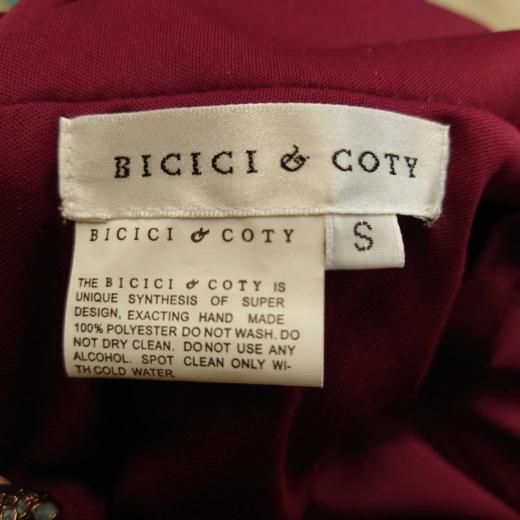 BICICI & COTY
S
BICICI & COTY
THE BICICI & COTY IS
UNIQUE SYNTHESIS OF SUPER
DESIGN, EXACTING HAND MADE
100% POLYESTER DO NOT WASH. DO
NOT DRY CLEAN. DO NOT USE ANY
ALCOHOL. SPOT CLEAN ONLY WI-
TH COLD WATER